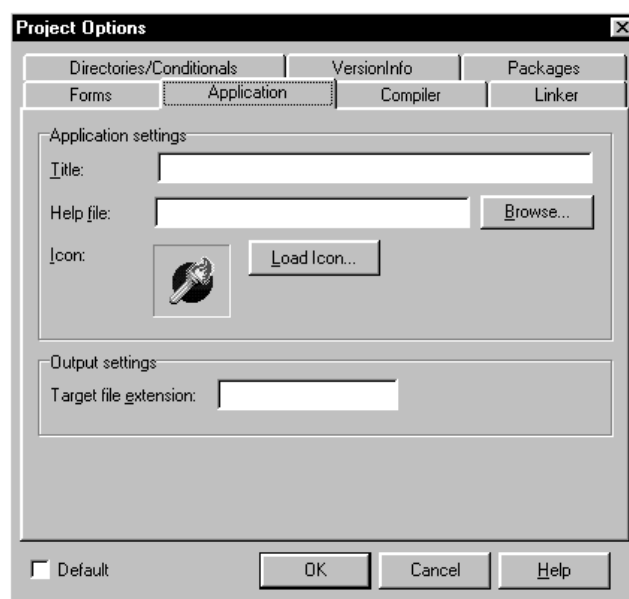 Project Options
Directories/Conditionals VersionInfo Packages
Forms Application Compiler Linker
Application settings
Title:
Help file: Browse...
Icon: Load Icon...
Output settings
Target file extension:
Default OK Cancel Help